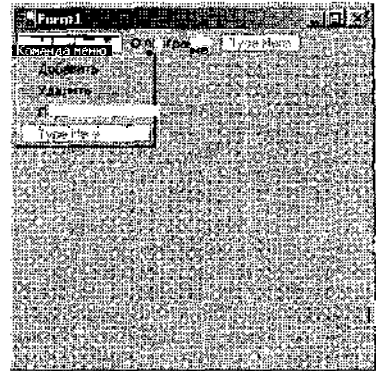 Form1
Type Here
Команда меню
Добавить
Удалить
Type Here